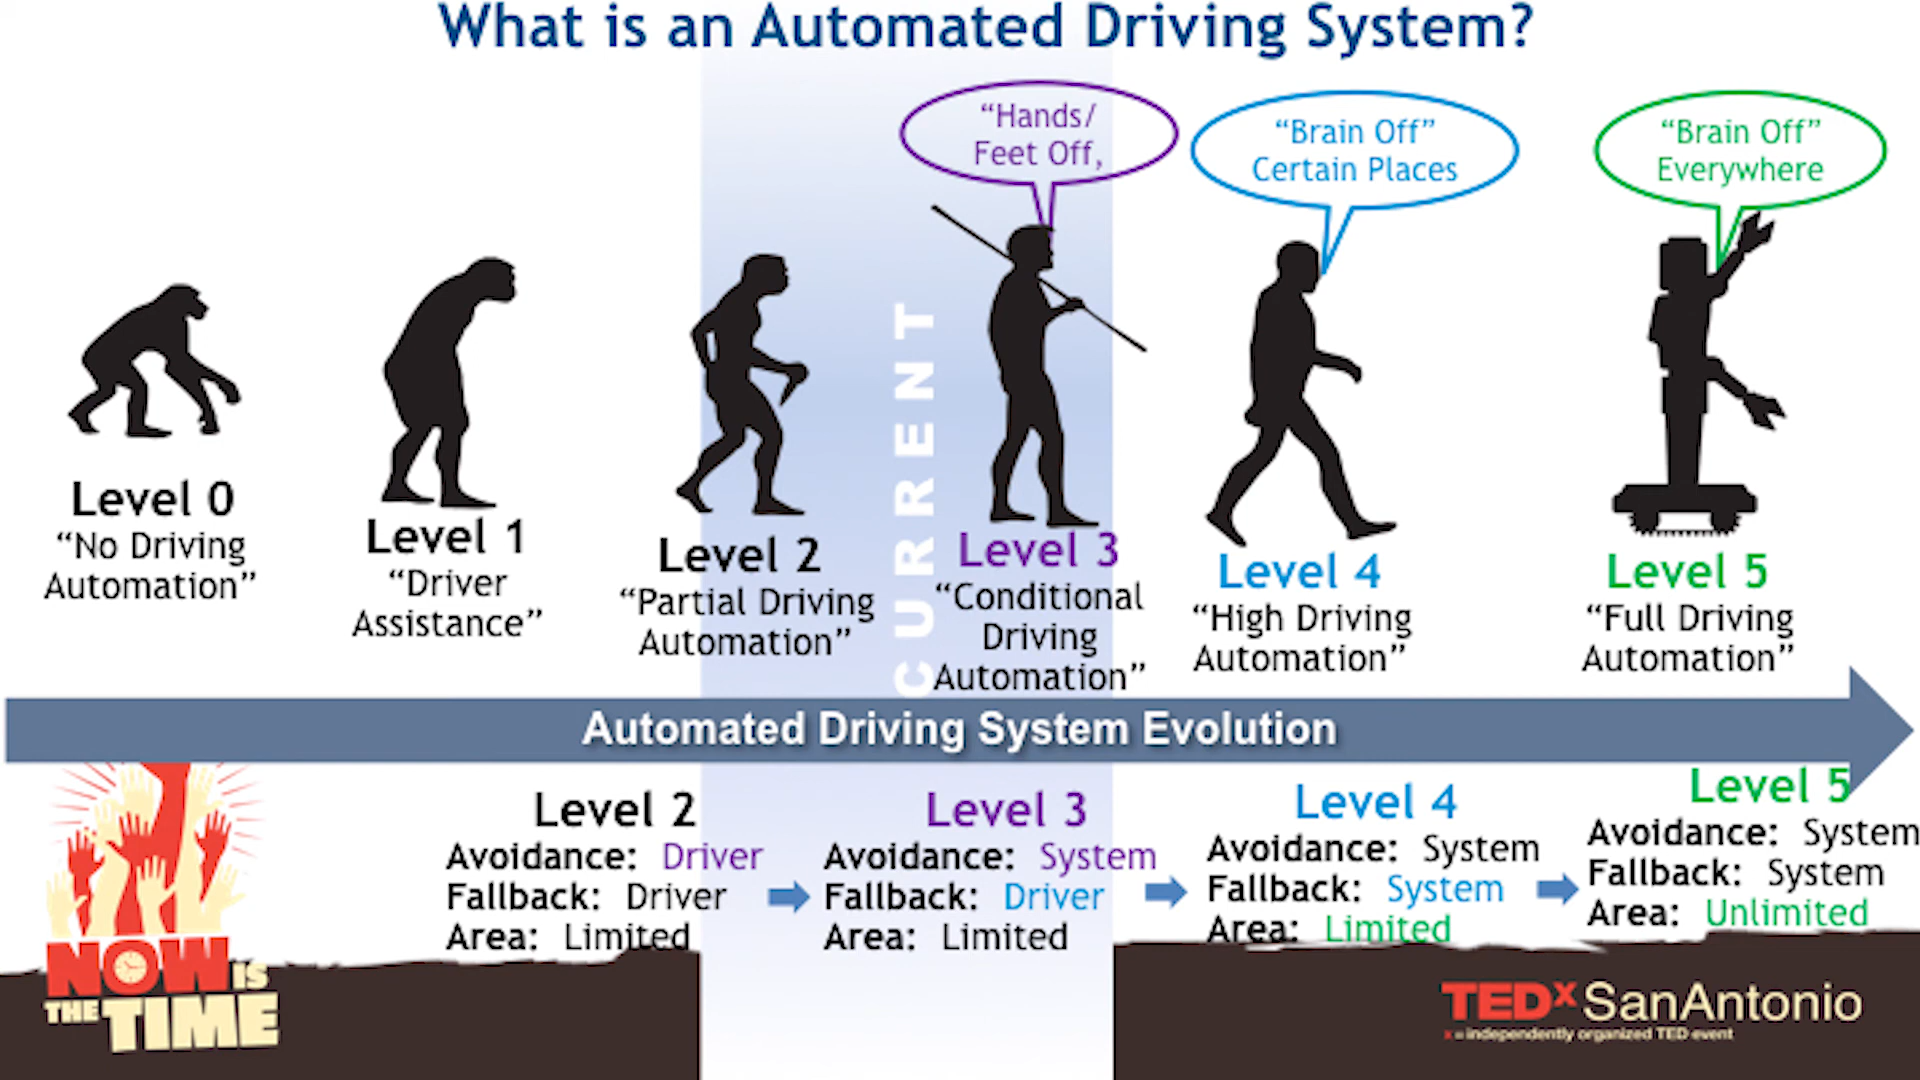 What is an Automated Driving System?
“Hands/
Feet Off,
“Brain Off”
Certain Places
“Brain Off”
Everywhere
CURRENT
Level 0
“No Driving
Automation”
Level 1
“Driver
Assistance”
Level 2
“Partial Driving
Automation”
Level 3
“Conditional
Driving
Automation”
Level 4
“High Driving
Automation”
Level 5
“Full Driving
Automation”
Automated Driving System Evolution
Level 2
Avoidance: Driver
Fallback: Driver
Area: Limited
Level 3
Avoidance: System
Fallback: Driver
Area: Limited
Level 4
Avoidance: System
Fallback: System
Area: Limited
Level 5
Avoidance: System
Fallback: System
Area: Unlimited
NOW IS
THE TIME
TEDx SanAntonio
x = independently organized TED event